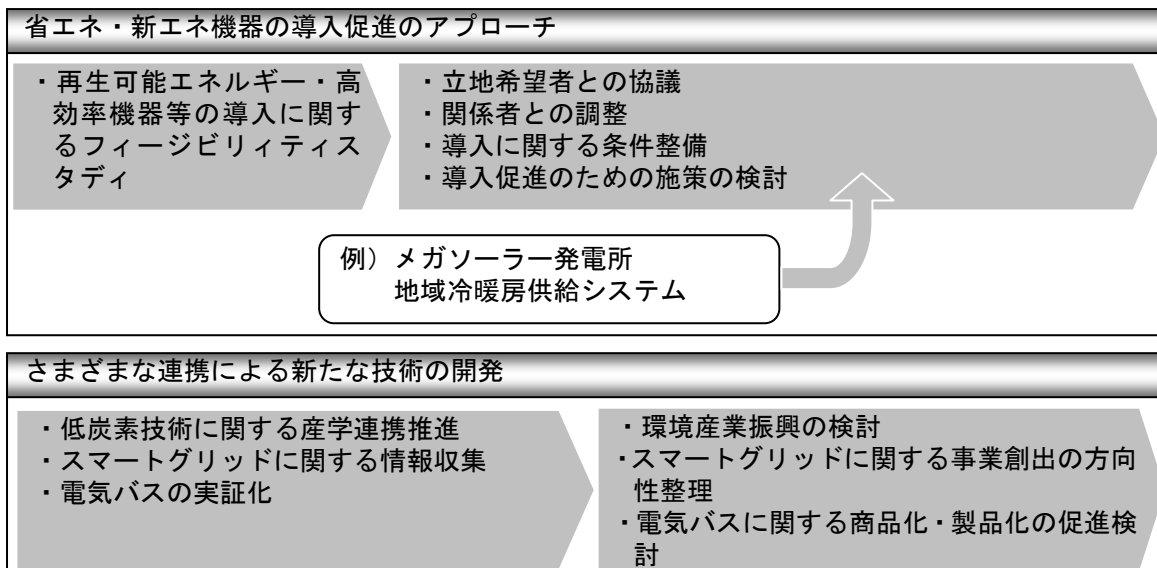 省エネ・新エネ機器の導入促進のアプローチ
・再生可能エネルギー・高
効率機器等の導入に関す
るフィージビリティス
タディ
・立地希望者との協議
・関係者との調整
・導入に関する条件整備
・導入促進のための施策の検討
例）メガソーラー発電所
地域冷暖房供給システム
さまざまな連携による新たな技術の開発
・低炭素技術に関する産学連携推進
・スマートグリッドに関する情報収集
・電気バスの実証化
・環境産業振興の検討
・スマートグリッドに関する事業創出の方向
性整理
・電気バスに関する商品化・製品化の促進検
討